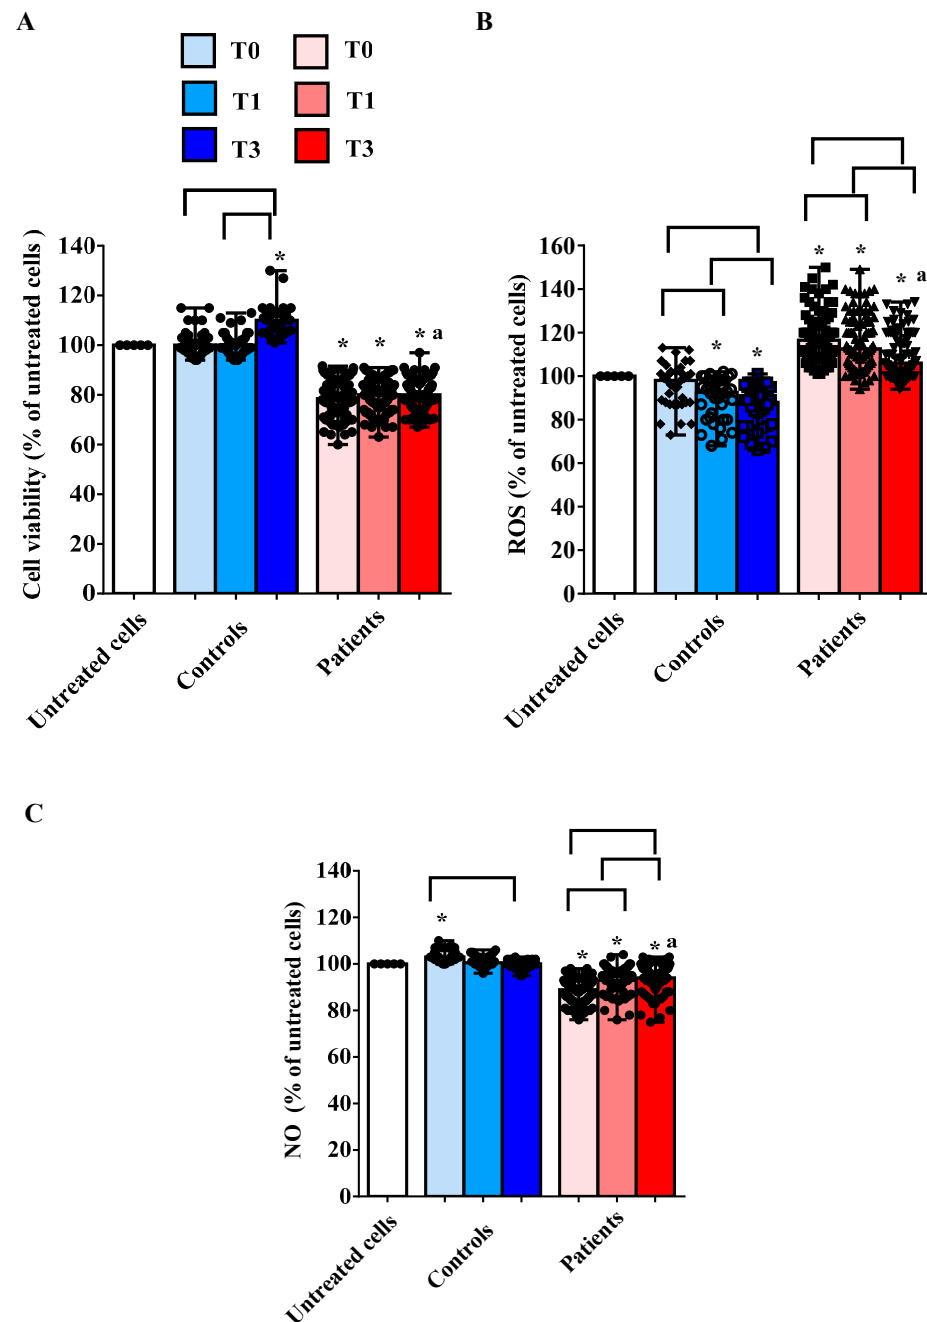 A
B
T0 T0
T1 T1
T3 T3
Cell viability (% of untreated cells )
140
120
100
80
60
40
20
0
*
* * * a
Untreated cells
Controls
Patients
ROS (% of untreated cells)
160
140
120
100
80
60
40
20
0
* *
* * * a
Untreated cells
Controls
Patients
C
NO (% of untreated cells)
140
120
100
80
60
40
20
0
*
* * * a
Untreated cells
Controls
Patients